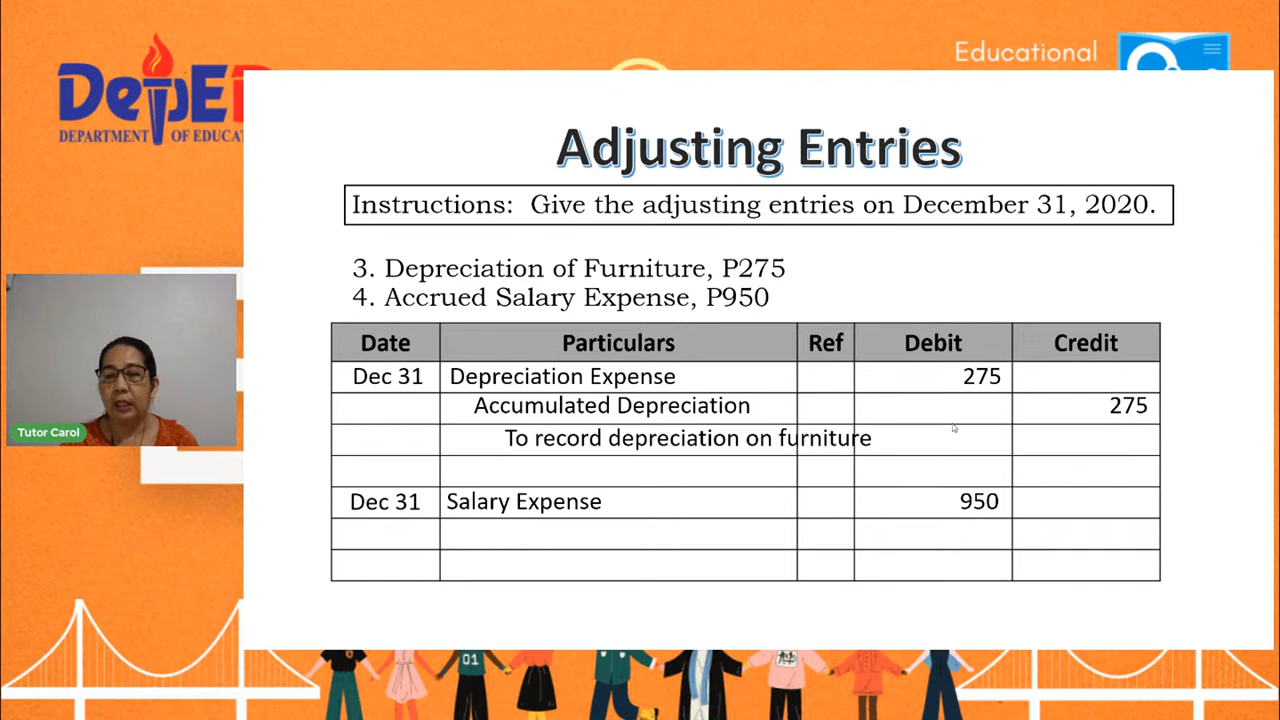 DepE
DEPARTMENT OF EDUCAT
Educational
Adjusting Entries
Instructions: Give the adjusting entries on December 31, 2020.
3. Depreciation of Furniture, P275
4. Accrued Salary Expense, P950
Date Particulars Ref Debit Credit
Dec 31 Depreciation Expense 275
Accumulated Depreciation 275
To record depreciation on furniture
Dec 31 Salary Expense 950
Tutor Carol
01